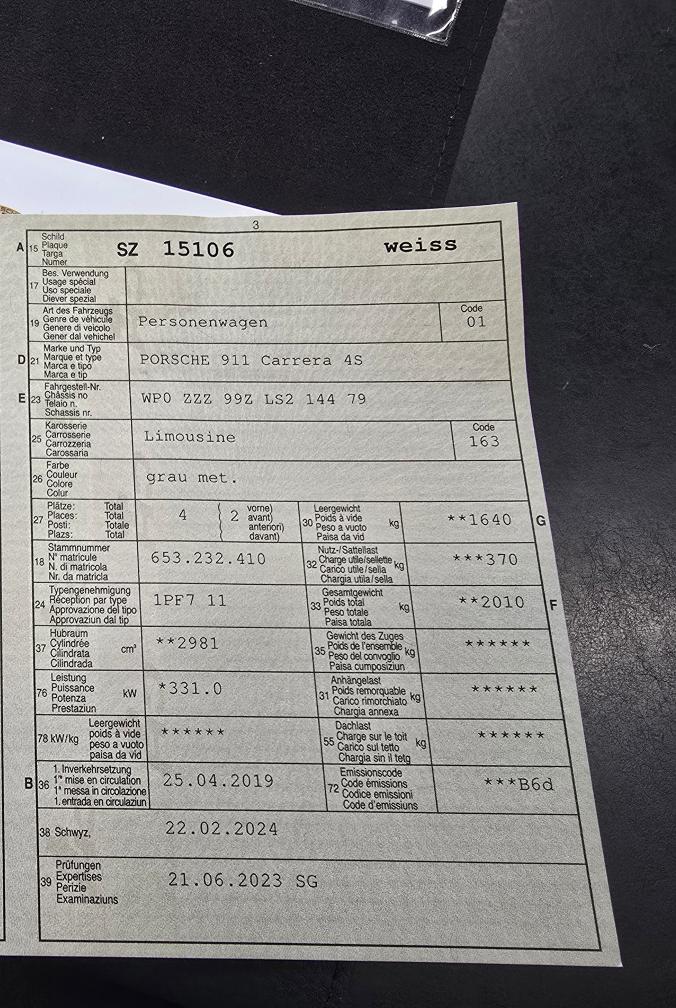 3
A 15 Schild
Plaque
Targa
Numer
SZ 15106 weiss
17 Bes. Verwendung
Usage spécial
Uso speciale
Diever spezial
19 Art des Fahrzeugs
Genre de véhicule
Genere di veicolo
Gener dal vehichel
Personenwagen
Code
01
D 21 Marke und Typ
Marque et type
Marca e tipo
Marca e tip
PORSCHE 911 Carrera 4S
E 23 Fahrgestell-Nr.
Châssis no
Telaio n.
Schassis nr.
WP0 ZZZ 99Z LS2 144 79
25 Karosserie
Carrosserie
Carrozzeria
Carossaria
Limousine
Code
163
26 Farbe
Couleur
Colore
Colur
grau met.
27 Plätze: Total
Places: Total
Posti: Totale
Plazs: Total
4 ( 2 vorne)
avant)
anteriori)
davant)
30 Leergewicht
Poids à vide
Peso a vuoto
Paisa da vid
kg
**1640 G
18 Stammnummer
N° matricule
N. di matricola
Nr. da matricla
653.232.410
32 Nutz-/Sattellast
Charge utile/sellette
Carico utile/sella
Chargia utila/sella
kg
***370
24 Typengenehmigung
Réception par type
Approvazione del tipo
Approvaziun dal tip
1PF7 11
33 Gesamtgewicht
Poids total
Peso totale
Paisa totala
kg
**2010 F
37 Hubraum
Cylindrée
Cilindrata
Cilindrada
cm³
**2981
35 Gewicht des Zuges
Poids de l'ensemble
Peso del convoglio
Paisa cumposiziun
kg
******
76 Leistung
Puissance
Potenza
Prestaziun
kW
*331.0
31 Anhängelast
Poids remorquable
Carico rimorchiato
Chargia annexa
kg
******
78 kW/kg Leergewicht
poids à vide
peso a vuoto
paisa da vid
******
55 Dachlast
Charge sur le toit
Carico sul tetto
Chargia sin il tetg
kg
******
B 36 1. Inverkehrsetzung
1re mise en circulation
1a messa in circolazione
1. entrada en circulaziun
25.04.2019
72 Emissionscode
Code émissions
Codice emissioni
Code d'emissiuns
***B6d
38 Schwyz,
22.02.2024
39 Prüfungen
Expertises
Perizie
Examinaziuns
21.06.2023 SG